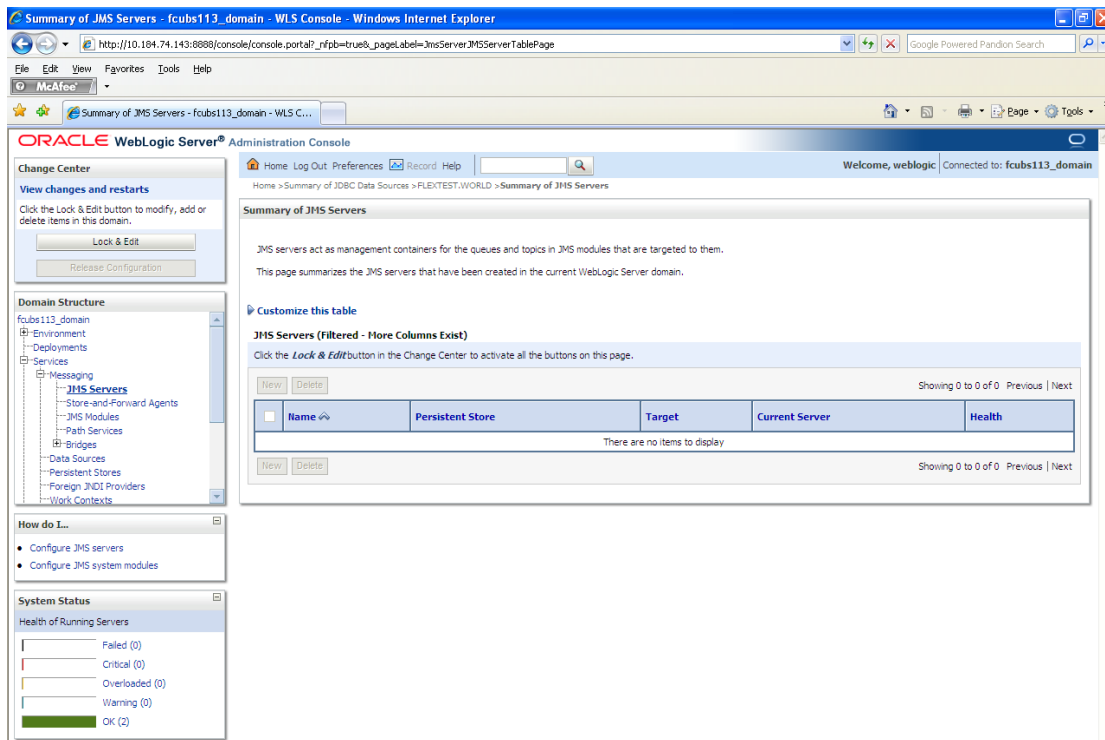 Summary of JMS Servers - fcubs113_domain - WLS Console - Windows Internet Explorer
http://10.184.74.143:8888/console/console.portal?_nfpb=true&_pageLabel=JmsServerJMSServerTablePage
Google Powered Pandion Search
File Edit View Favorites Tools Help
McAfee
Summary of JMS Servers - fcubs113_domain - WLS C...
Page Tools
ORACLE WebLogic Server® Administration Console
Change Center
View changes and restarts
Click the Lock & Edit button to modify, add or
delete items in this domain.
Lock & Edit
Release Configuration
Domain Structure
fcubs113_domain
Environment
Deployments
Services
Messaging
JMS Servers
Store-and-Forward Agents
JMS Modules
Path Services
Bridges
Data Sources
Persistent Stores
Foreign JNDI Providers
Work Contexts
How do I...
Configure JMS servers
Configure JMS system modules
System Status
Health of Running Servers
Failed (0)
Critical (0)
Overloaded (0)
Warning (0)
OK (2)
Home Log Out Preferences Record Help
Welcome, weblogic Connected to: fcubs113_domain
Home >Summary of JDBC Data Sources >FLEXTEST.WORLD >Summary of JMS Servers
Summary of JMS Servers
JMS servers act as management containers for the queues and topics in JMS modules that are targeted to them.
This page summarizes the JMS servers that have been created in the current WebLogic Server domain.
Customize this table
JMS Servers (Filtered - More Columns Exist)
Click the Lock & Edit button in the Change Center to activate all the buttons on this page.
New Delete Showing 0 to 0 of 0 Previous | Next
Name Persistent Store Target Current Server Health
There are no items to display
New Delete Showing 0 to 0 of 0 Previous | Next